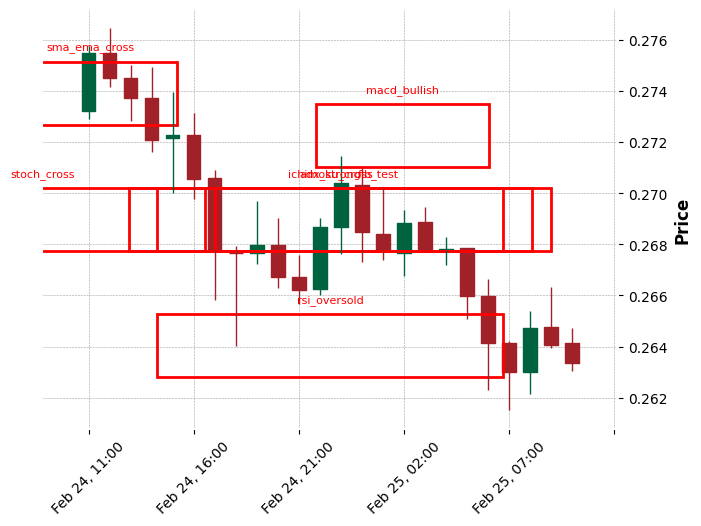 sma_ema_cross
macd_bullish
stoch_cross
rsi_oversold
0.276
0.274
0.272
0.270
0.268
0.266
0.264
0.262
Price
Feb 24, 11:00
Feb 24, 16:00
Feb 24, 21:00
Feb 25, 02:00
Feb 25, 07:00